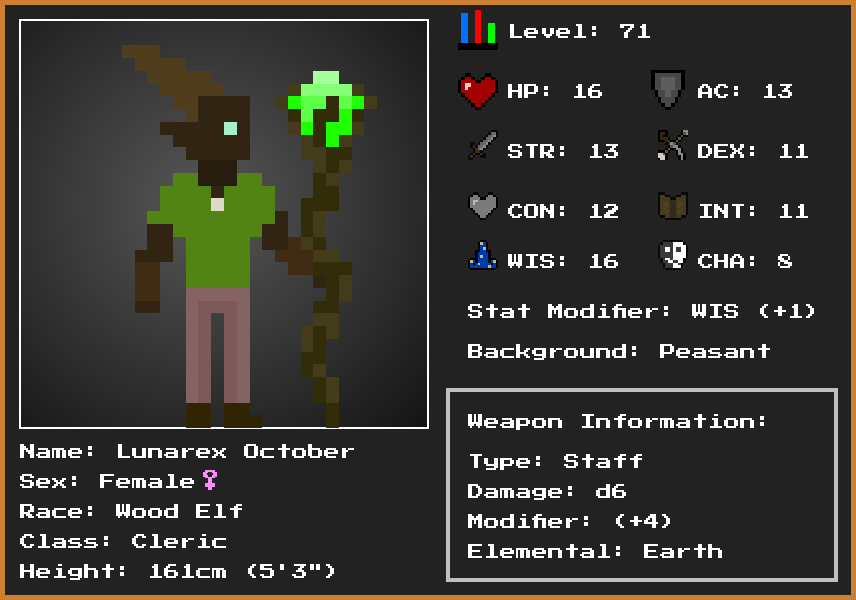 Level: 71
HP: 16
AC: 13
STR: 13
DEX: 11
CON: 12
INT: 11
WIS: 16
CHA: 8
Stat Modifier: WIS (+1)
Background: Peasant
Weapon Information:
Type: Staff
Damage: d6
Modifier: (+4)
Elemental: Earth
Name: Lunarex October
Sex: Female♀
Race: Wood Elf
Class: Cleric
Height: 161cm (5'3")